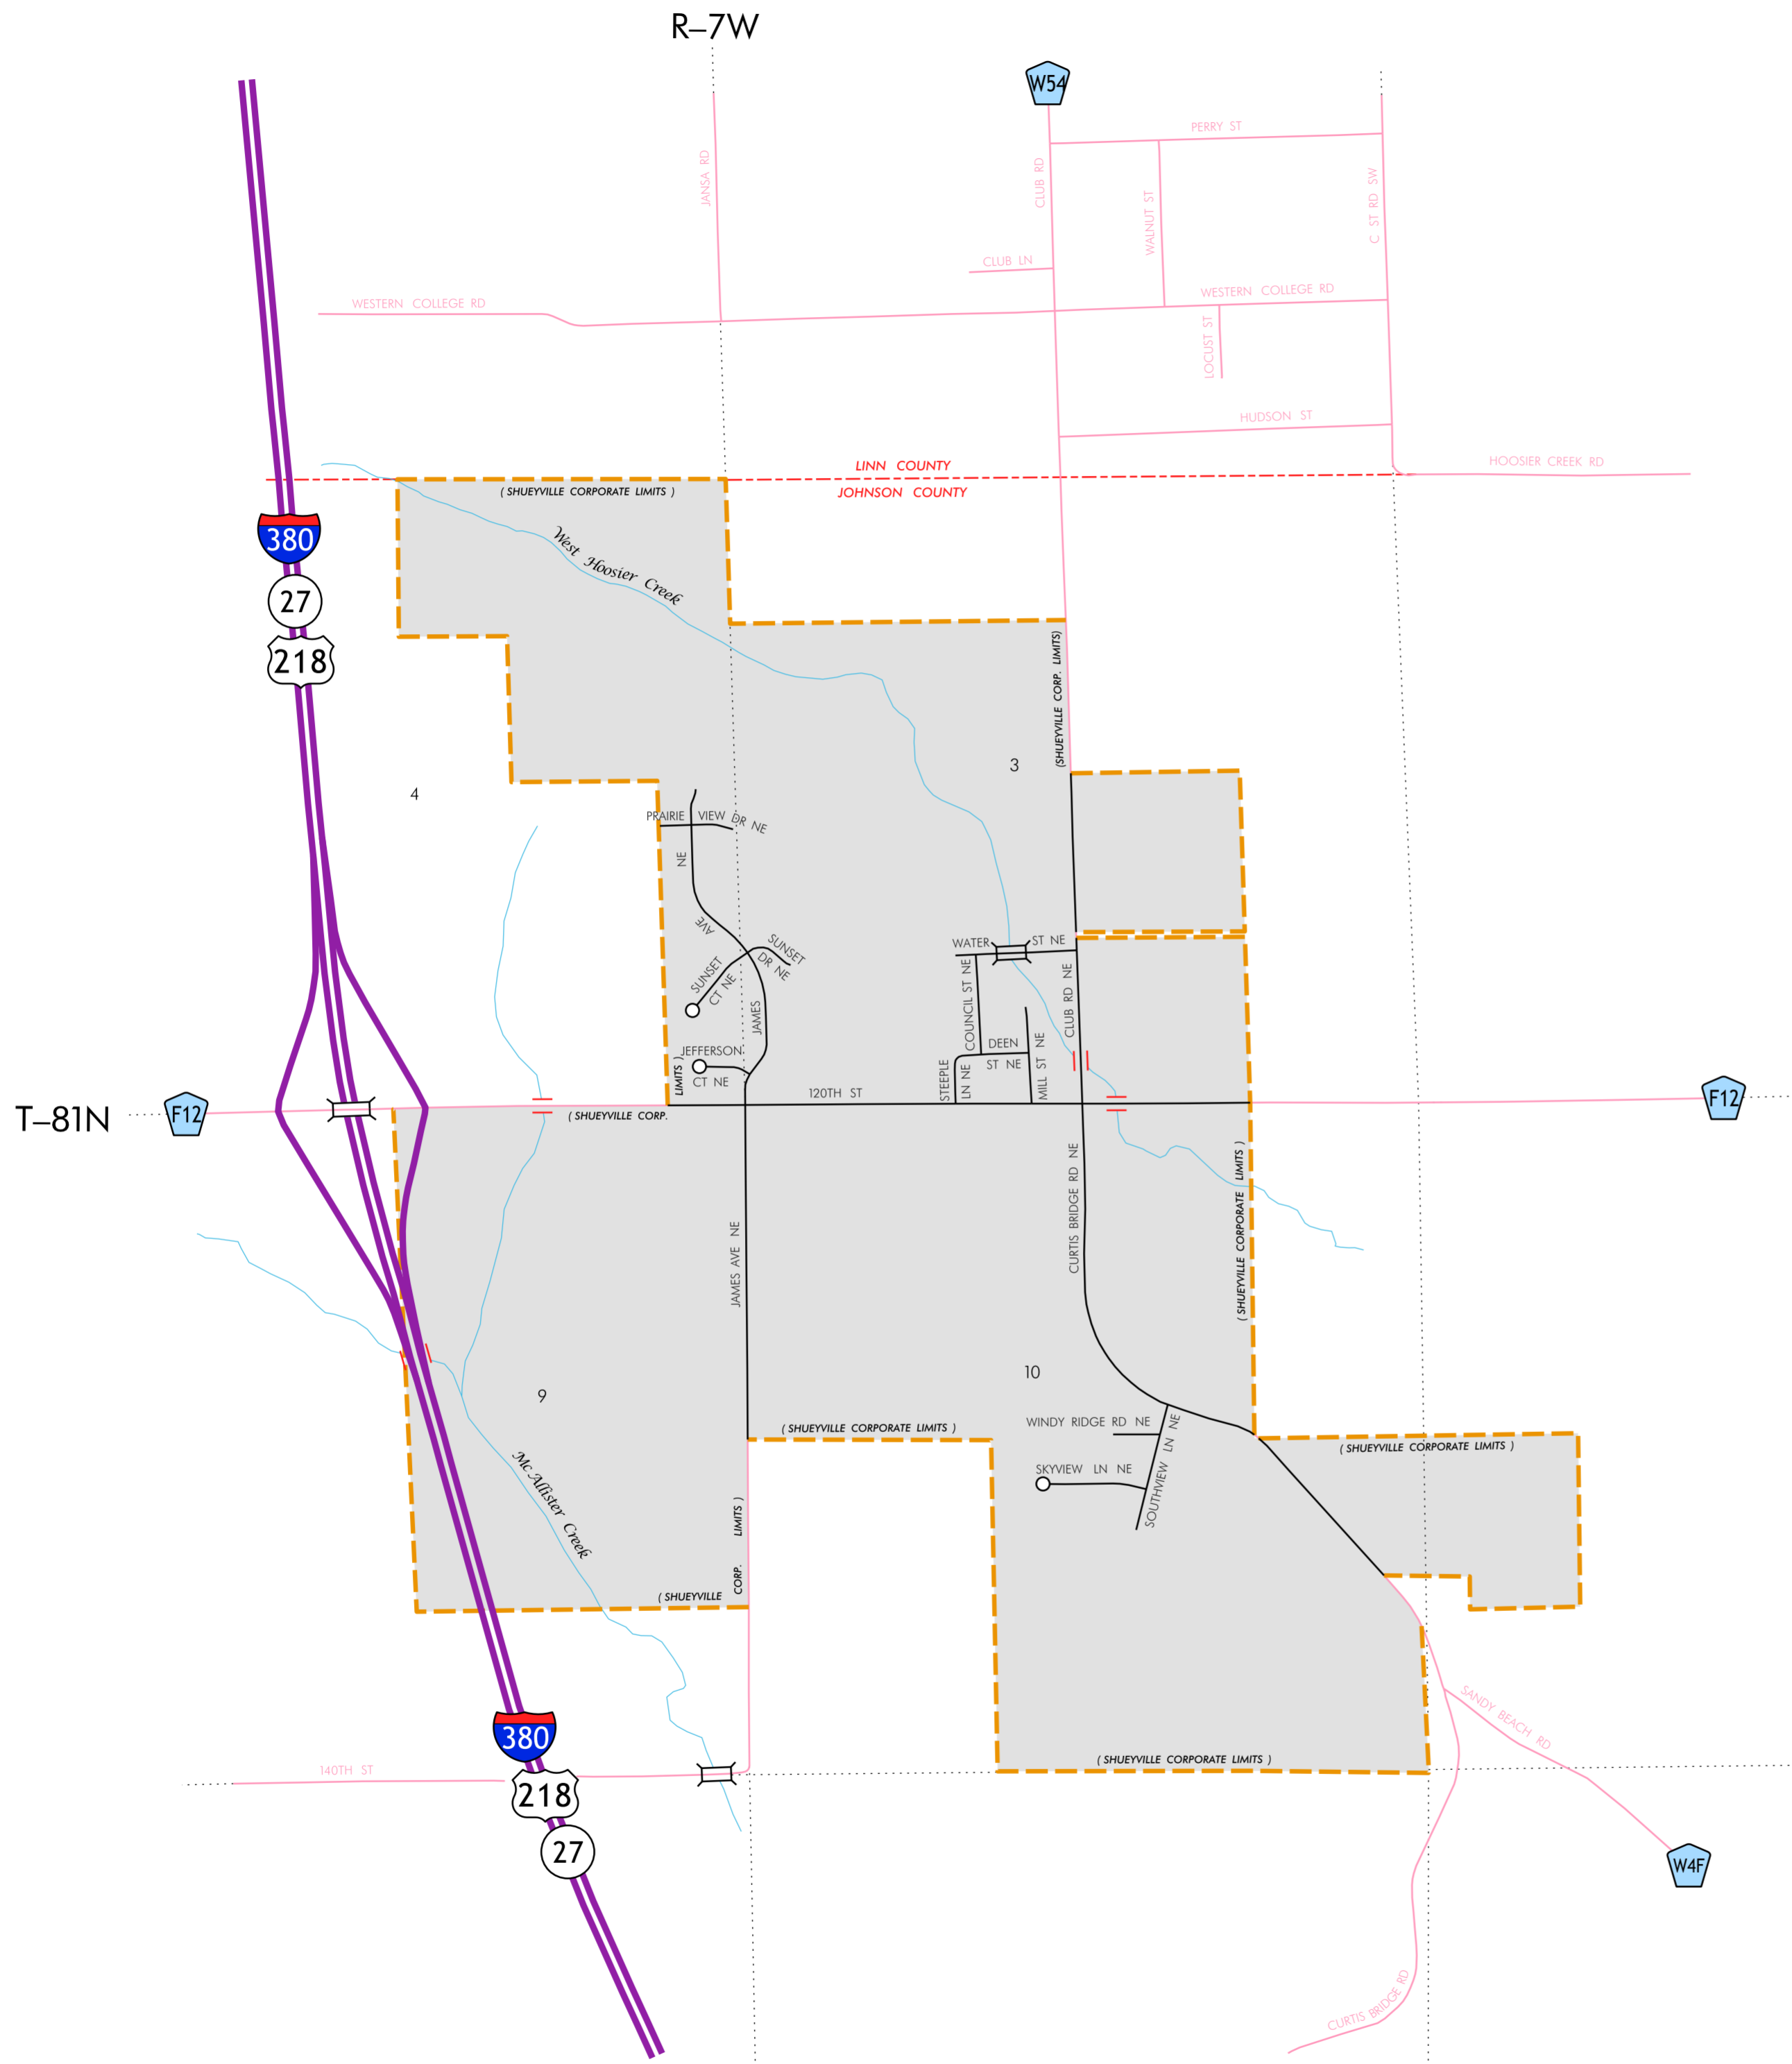 R–7W
W54
PERRY ST
JANSA RD
CLUB RD
WALNUT ST
C ST RD SW
CLUB LN
WESTERN COLLEGE RD
WESTERN COLLEGE RD
LOCUST ST
HUDSON ST
HOOSIER CREEK RD
LINN COUNTY
JOHNSON COUNTY
( SHUEYVILLE CORPORATE LIMITS )
380
27
218
West Hoosier Creek
(SHUEYVILLE CORP. LIMITS)
3
4
PRAIRIE VIEW DR NE
NE
AVE
SUNSET
DR NE
SUNSET
CT NE
JAMES
WATER ST NE
COUNCIL ST NE
CLUB RD NE
JEFFERSON
CT NE
LIMITS )
DEEN
ST NE
STEEPLE
LN NE
MILL ST NE
120TH ST
T–81N
F12
F12
( SHUEYVILLE CORP.
CURTIS BRIDGE RD NE
( SHUEYVILLE CORPORATE LIMITS )
JAMES AVE NE
9
10
( SHUEYVILLE CORPORATE LIMITS )
WINDY RIDGE RD NE
SOUTHVIEW LN NE
SKYVIEW LN NE
( SHUEYVILLE CORPORATE LIMITS )
Mc Allister Creek
( SHUEYVILLE
CORP. LIMITS )
SANDY BEACH RD
380
218
27
140TH ST
( SHUEYVILLE CORPORATE LIMITS )
W4F
CURTIS BRIDGE RD